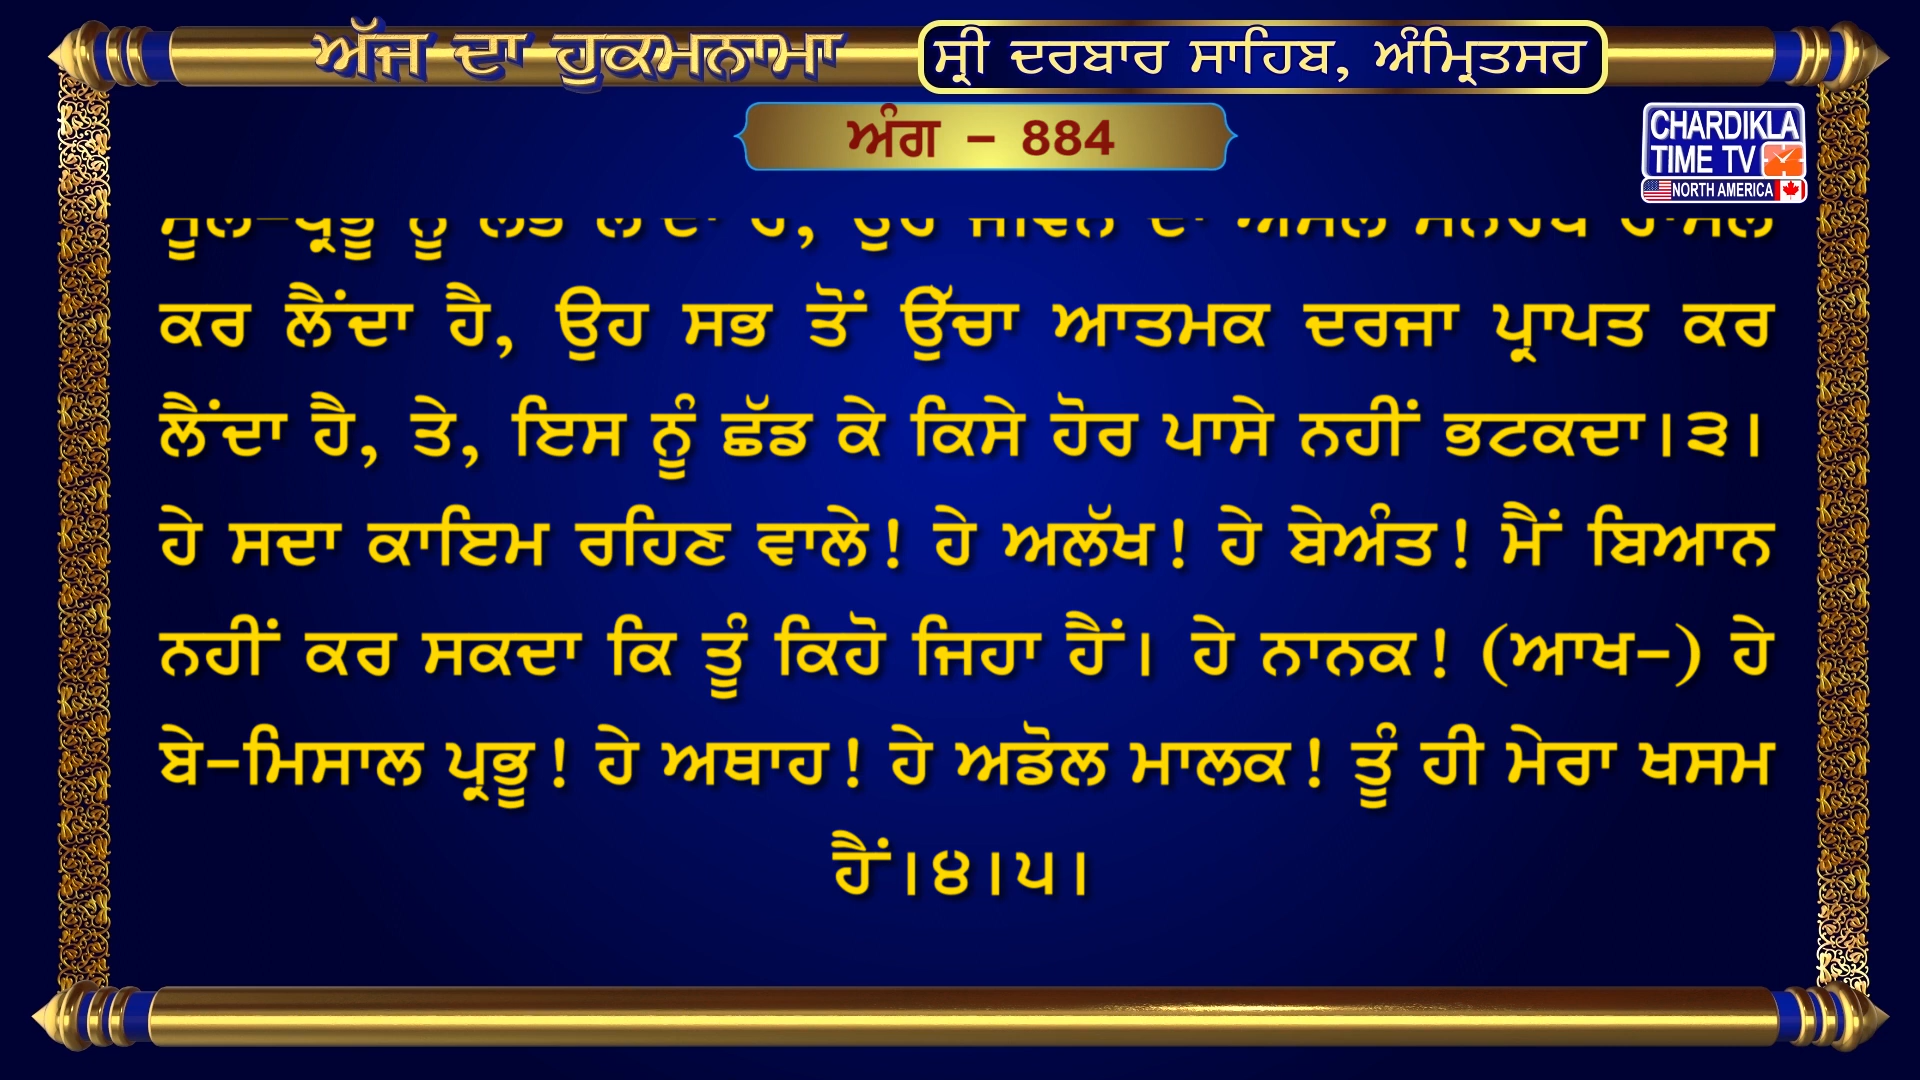 ਅੱਜ ਦਾ ਹੁਕਮਨਾਮਾ
ਸ੍ਰੀ ਦਰਬਾਰ ਸਾਹਿਬ, ਅੰਮ੍ਰਿਤਸਰ
ਅੰਗ - 884
CHARDIKLA
TIME TV
NORTH AMERICA
ਕਰ ਲੈਂਦਾ ਹੈ, ਉਹ ਸਭ ਤੋਂ ਉੱਚਾ ਆਤਮਕ ਦਰਜਾ ਪ੍ਰਾਪਤ ਕਰ
ਲੈਂਦਾ ਹੈ, ਤੇ, ਇਸ ਨੂੰ ਛੱਡ ਕੇ ਕਿਸੇ ਹੋਰ ਪਾਸੇ ਨਹੀਂ ਭਟਕਦਾ।੩।
ਹੇ ਸਦਾ ਕਾਇਮ ਰਹਿਣ ਵਾਲੇ! ਹੇ ਅਲੱਖ! ਹੇ ਬੇਅੰਤ! ਮੈਂ ਬਿਆਨ
ਨਹੀਂ ਕਰ ਸਕਦਾ ਕਿ ਤੂੰ ਕਿਹੋ ਜਿਹਾ ਹੈਂ। ਹੇ ਨਾਨਕ! (ਆਖ-) ਹੇ
ਬੇ-ਮਿਸਾਲ ਪ੍ਰਭੂ! ਹੇ ਅਥਾਹ! ਹੇ ਅਡੋਲ ਮਾਲਕ! ਤੂੰ ਹੀ ਮੇਰਾ ਖਸਮ
ਹੈਂ।੪।੫।